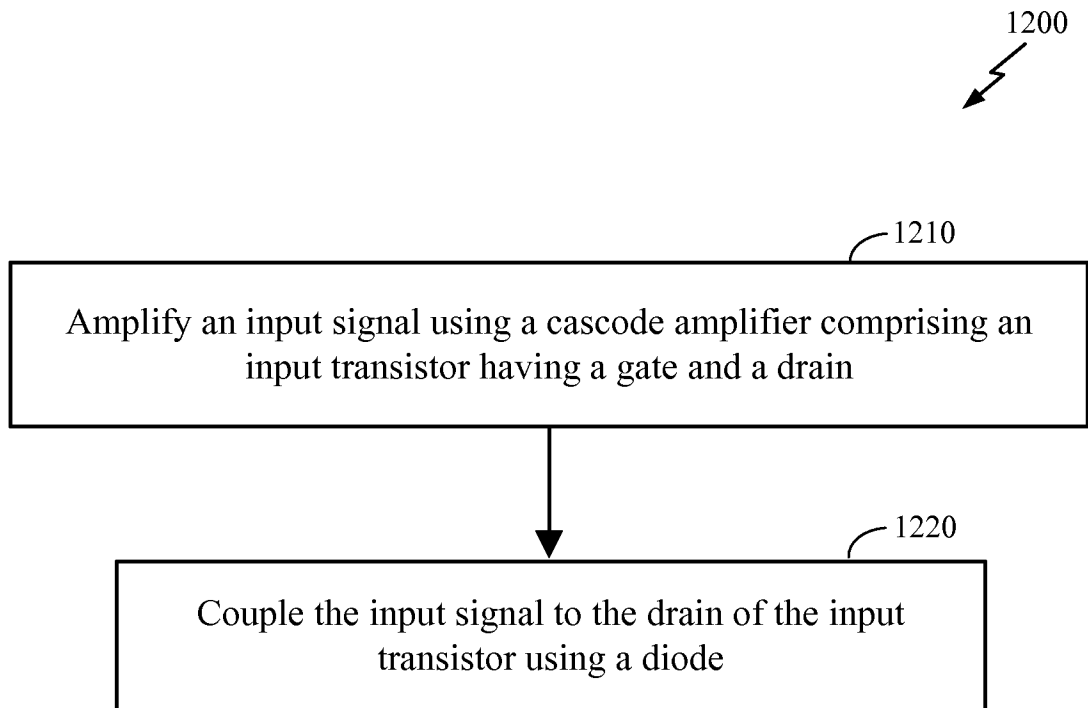 1200
1210
Amplify an input signal using a cascode amplifier comprising an
input transistor having a gate and a drain
1220
Couple the input signal to the drain of the input
transistor using a diode